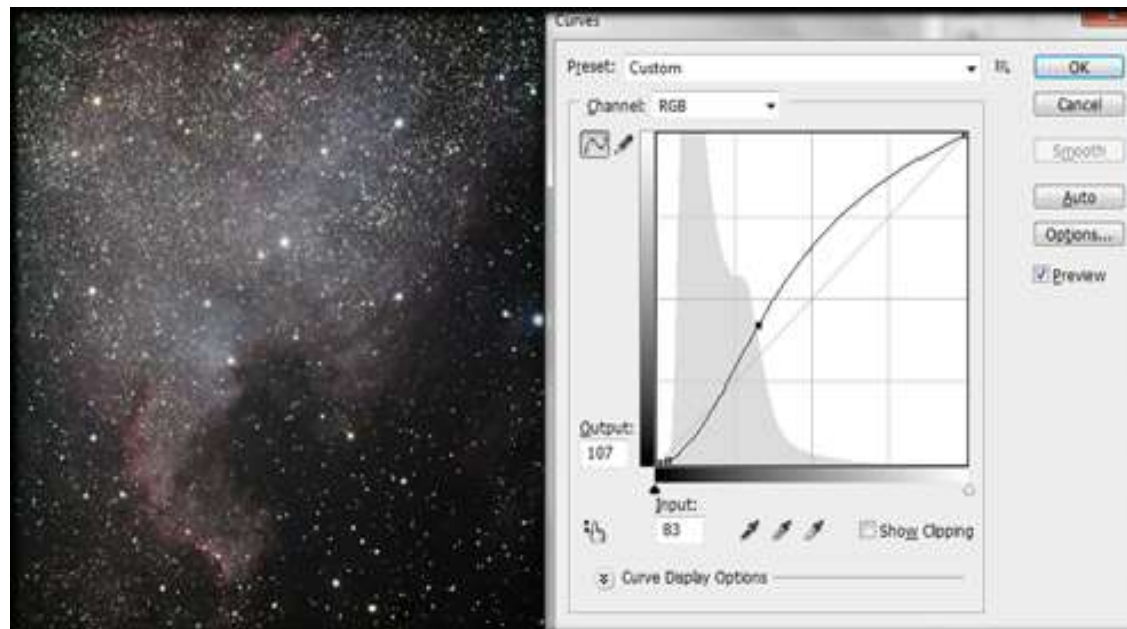 Curves
Preset: Custom
OK
Channel: RGB
Cancel
Smooth
Auto
Options...
Preview
Output:
107
Input:
83
Show Clipping
Curve Display Options